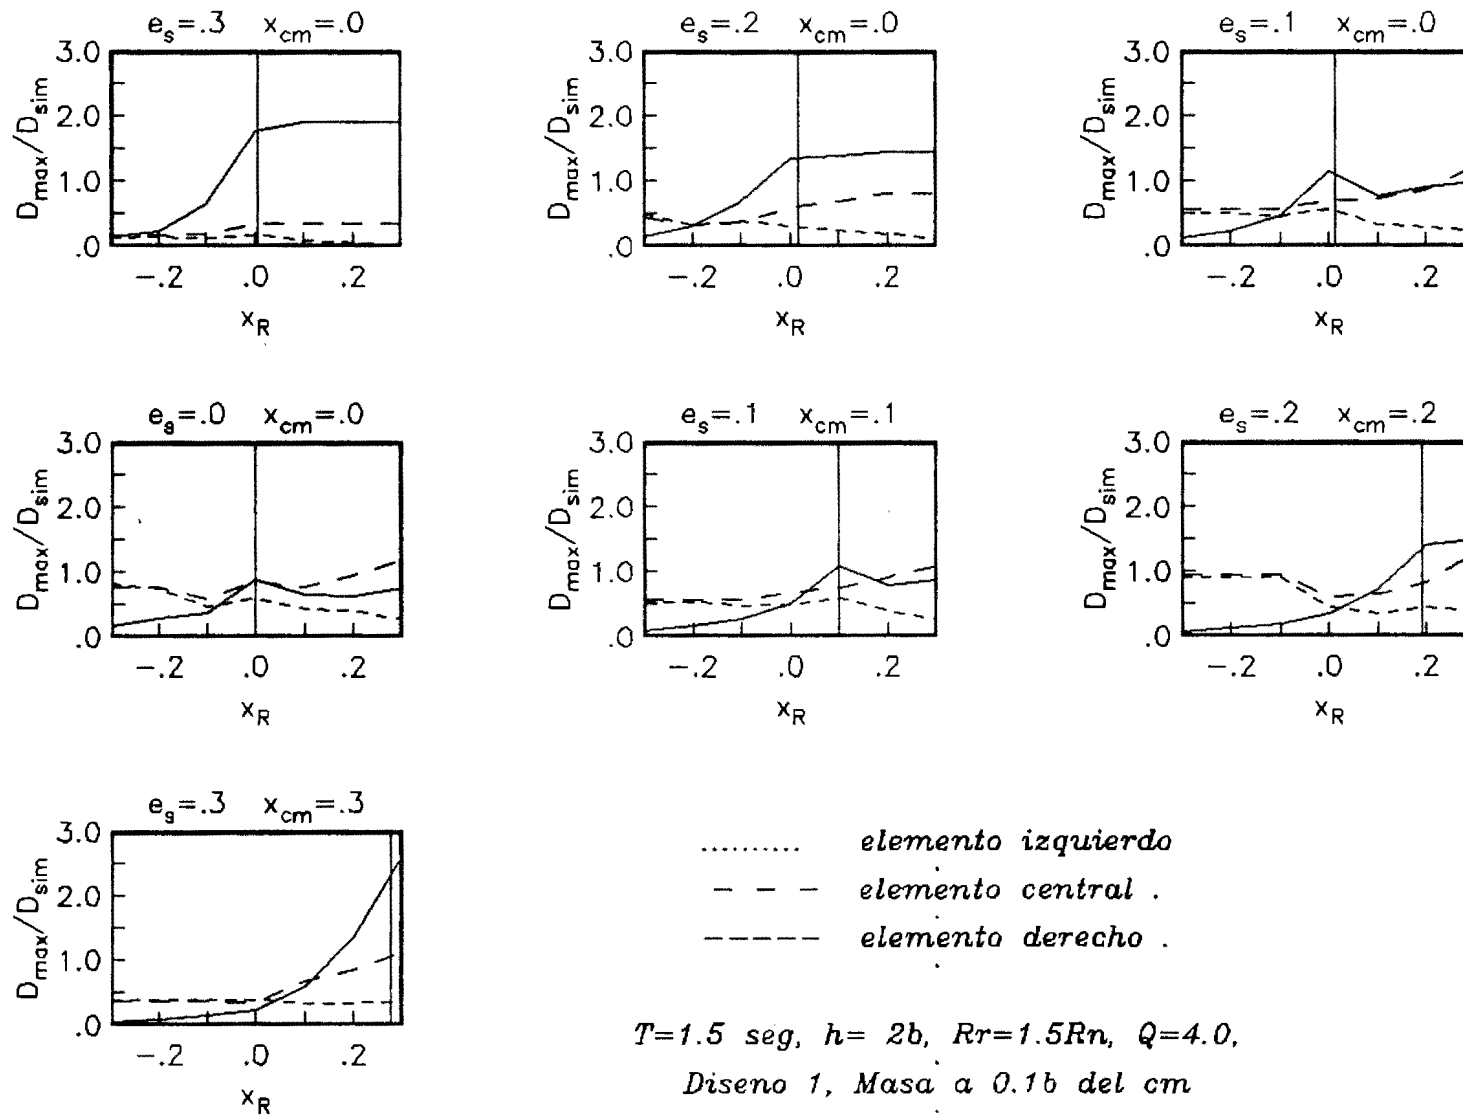 e_s=.3 x_cm=.0
e_s=.2 x_cm=.0
e_s=.1 x_cm=.0
D_max/D_sim
3.0
2.0
1.0
.0
-.2 .0 .2
x_R
D_max/D_sim
3.0
2.0
1.0
.0
-.2 .0 .2
x_R
D_max/D_sim
3.0
2.0
1.0
.0
-.2 .0 .2
x_R
e_s=.0 x_cm=.0
e_s=.1 x_cm=.1
e_s=.2 x_cm=.2
D_max/D_sim
3.0
2.0
1.0
.0
-.2 .0 .2
x_R
D_max/D_sim
3.0
2.0
1.0
.0
-.2 .0 .2
x_R
D_max/D_sim
3.0
2.0
1.0
.0
-.2 .0 .2
x_R
e_s=.3 x_cm=.3
D_max/D_sim
3.0
2.0
1.0
.0
-.2 .0 .2
x_R
elemento izquierdo
elemento central .
elemento derecho .
T=1.5 seg, h= 2b, Rr=1.5Rn, Q=4.0,
Diseno 1, Masa a 0.1b del cm